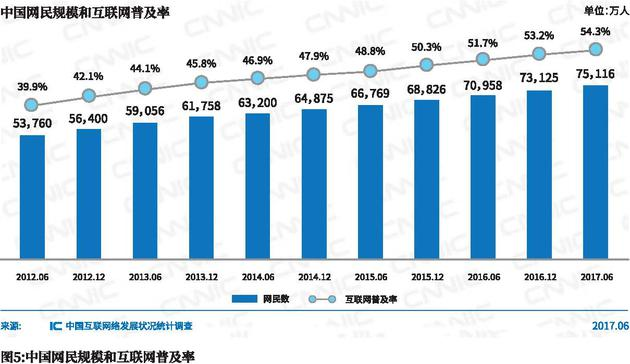 中国网民规模和互联网普及率
单位:万人
39.9% 42.1% 44.1% 45.8% 46.9% 47.9% 48.8% 50.3% 51.7% 53.2% 54.3%
53,760 56,400 59,056 61,758 63,200 64,875 66,769 68,826 70,958 73,125 75,116
2012.06 2012.12 2013.06 2013.12 2014.06 2014.12 2015.06 2015.12 2016.06 2016.12 2017.06
网民数 互联网普及率
来源: IC 中国互联网络发展状况统计调查 2017.06
图5:中国网民规模和互联网普及率